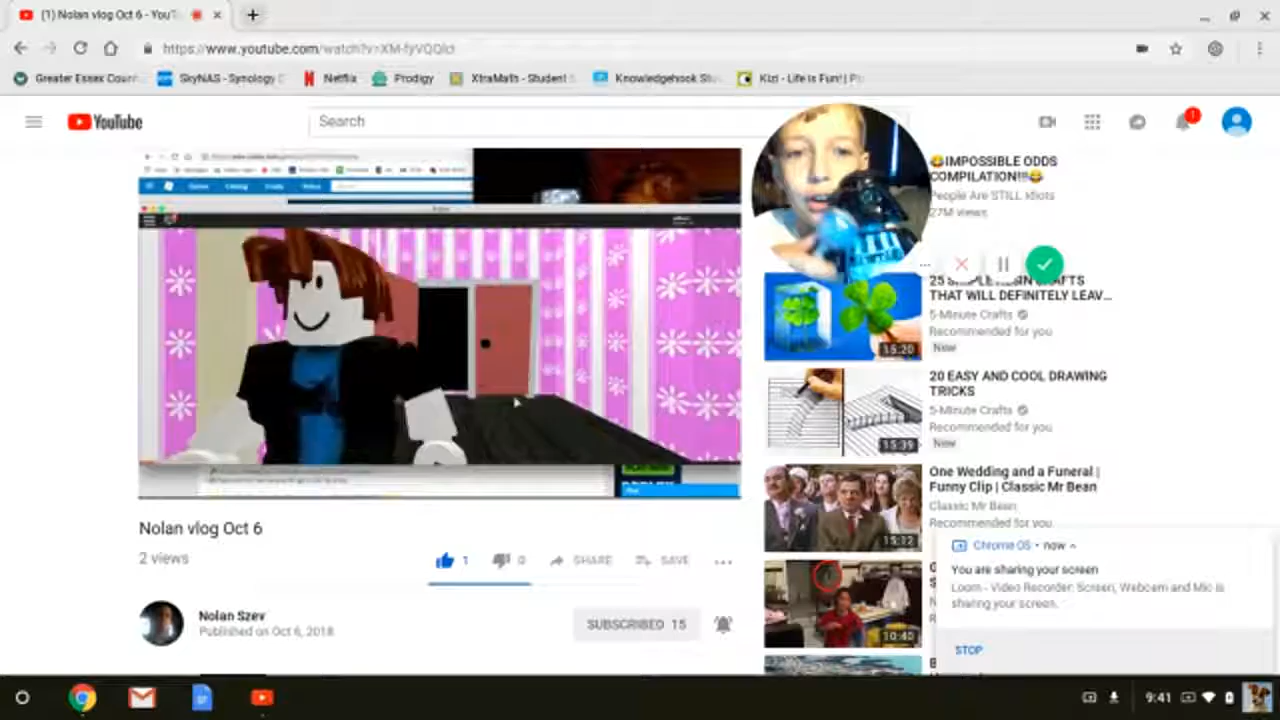 (1) Nolan vlog Oct 6 - YouT
https://www.youtube.com/watch?v=XM-fyVQQlcI
Greater Essex Coun
SkyNAS - Synology
Netflix
Prodigy
XtraMath - Student
Knowledgehook Stu
Kizi - Life is Fun! | Pl
YouTube
Search
1
😂IMPOSSIBLE ODDS
COMPILATION!!!😂
People Are STILL Idiots
27M views
THAT WILL DEFINITELY LEAV...
5-Minute Crafts
Recommended for you
New
15:20
20 EASY AND COOL DRAWING
TRICKS
5-Minute Crafts
Recommended for you
New
15:39
One Wedding and a Funeral |
Funny Clip | Classic Mr Bean
Classic Mr Bean
Recommended for you
15:12
10:40
Nolan vlog Oct 6
2 views
1
0
SHARE
SAVE
Nolan Szev
Published on Oct 6, 2018
SUBSCRIBED 15
Chrome OS • now
You are sharing your screen
Loom - Video Recorder: Screen, Webcam and Mic is
sharing your screen.
STOP
9:41